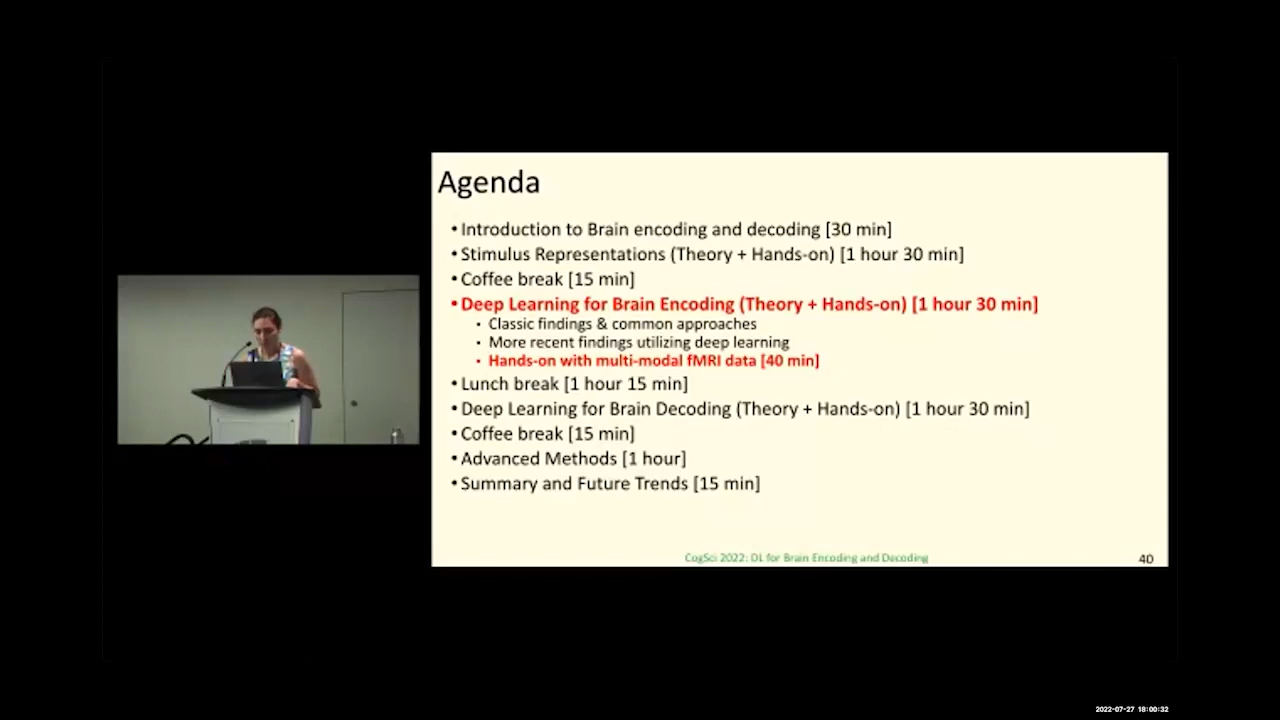 Agenda
• Introduction to Brain encoding and decoding [30 min]
• Stimulus Representations (Theory + Hands-on) [1 hour 30 min]
• Coffee break [15 min]
• Deep Learning for Brain Encoding (Theory + Hands-on) [1 hour 30 min]
• Classic findings & common approaches
• More recent findings utilizing deep learning
• Hands-on with multi-modal fMRI data [40 min]
• Lunch break [1 hour 15 min]
• Deep Learning for Brain Decoding (Theory + Hands-on) [1 hour 30 min]
• Coffee break [15 min]
• Advanced Methods [1 hour]
• Summary and Future Trends [15 min]
CogSci 2022: DL for Brain Encoding and Decoding
40
2022-07-27 18:00:32